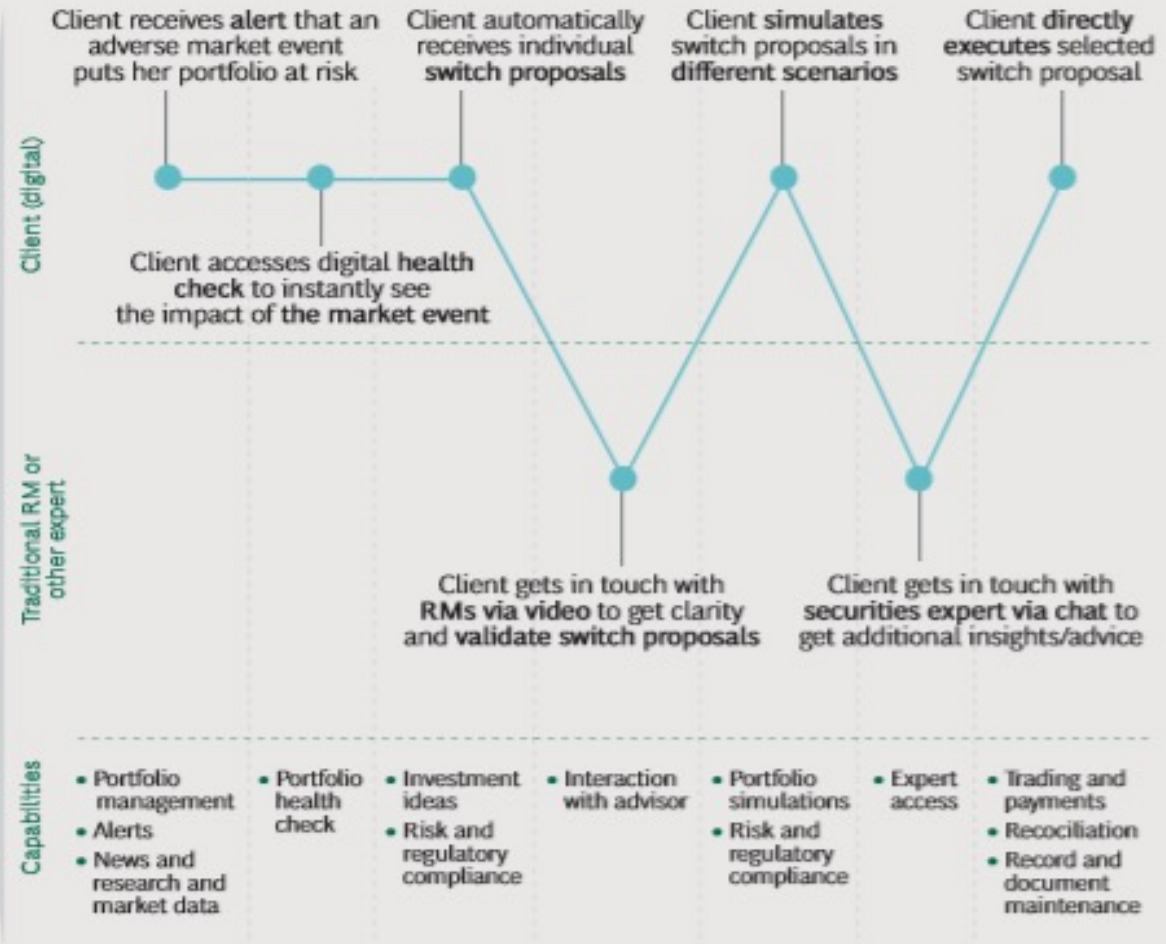 Client receives alert that an
adverse market event
puts her portfolio at risk
Client automatically
receives individual
switch proposals
Client simulates
switch proposals in
different scenarios
Client directly
executes selected
switch proposal
Client (digital)
Client accesses digital health
check to instantly see
the impact of the market event
Traditional RM or
other expert
Client gets in touch with
RMs via video to get clarity
and validate switch proposals
Client gets in touch with
securities expert via chat to
get additional insights/advice
Capabilities
• Portfolio
management
• Alerts
• News and
research and
market data
• Portfolio
health
check
• Investment
ideas
• Risk and
regulatory
compliance
• Interaction
with advisor
• Portfolio
simulations
• Risk and
regulatory
compliance
• Expert
access
• Trading and
payments
• Recociliation
• Record and
document
maintenance